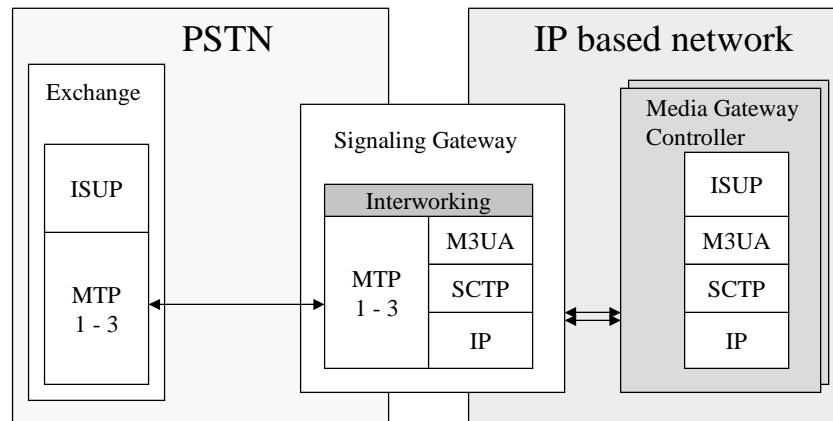 PSTN
IP based network
Exchange
ISUP
MTP
1 - 3
Signaling Gateway
Interworking
MTP
1 - 3
M3UA
SCTP
IP
Media Gateway
Controller
ISUP
M3UA
SCTP
IP